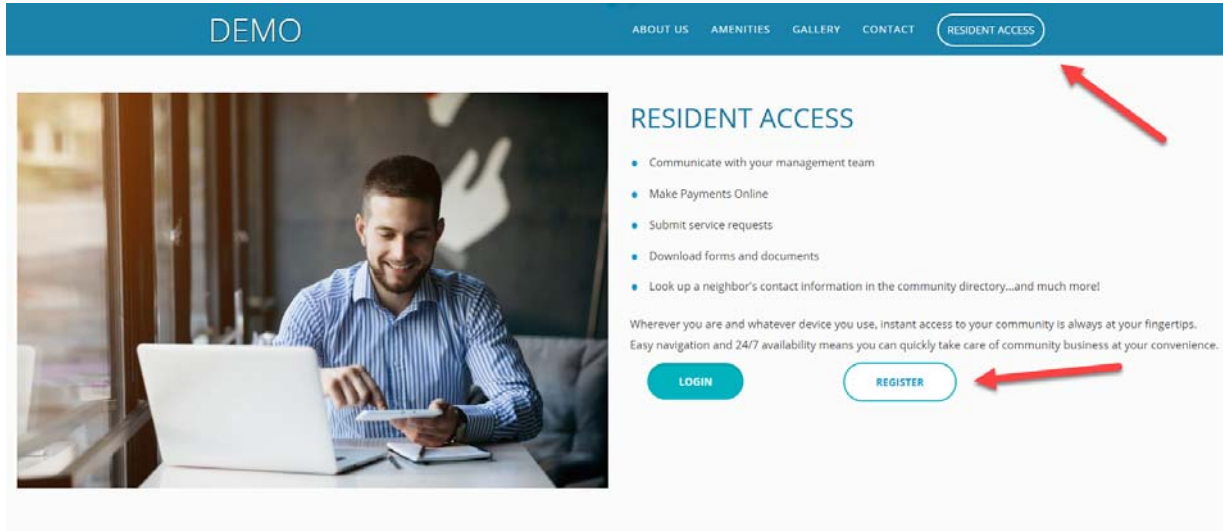 DEMO
ABOUT US AMENITIES GALLERY CONTACT RESIDENT ACCESS
RESIDENT ACCESS
Communicate with your management team
Make Payments Online
Submit service requests
Download forms and documents
Look up a neighbor's contact information in the community directory...and much more!
Wherever you are and whatever device you use, instant access to your community is always at your fingertips.
Easy navigation and 24/7 availability means you can quickly take care of community business at your convenience.
LOGIN REGISTER